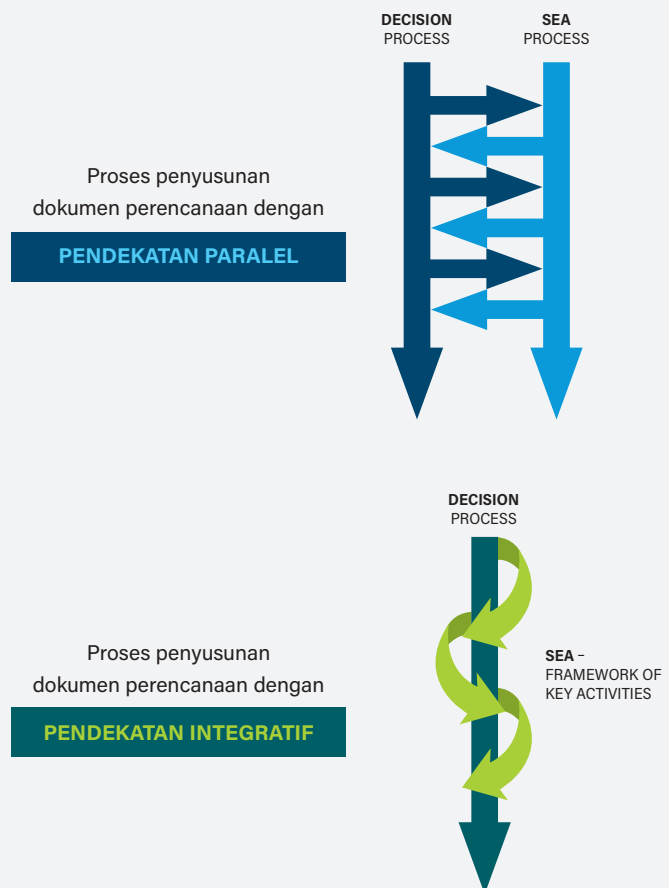 DECISION
PROCESS
SEA
PROCESS
Proses penyusunan
dokumen perencanaan dengan
PENDEKATAN PARALEL
DECISION
PROCESS
Proses penyusunan
dokumen perencanaan dengan
PENDEKATAN INTEGRATIF
SEA –
FRAMEWORK OF
KEY ACTIVITIES